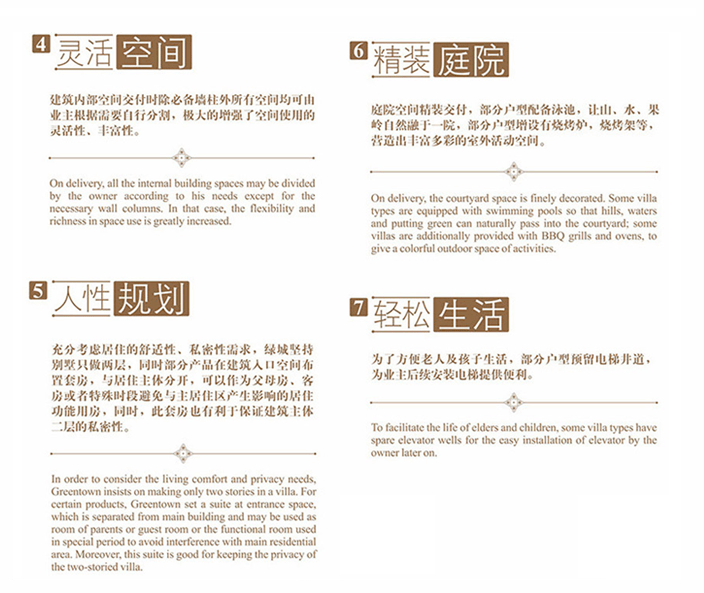 4 灵活空间
建筑内部空间交付时除必备墙柱外所有空间均可由
业主根据需要自行分割，极大的增强了空间使用的
灵活性、丰富性。
On delivery, all the internal building spaces may be divided
by the owner according to his needs except for the
necessary wall columns. In that case, the flexibility and
richness in space use is greatly increased.
5 人性规划
充分考虑居住的舒适性、私密性需求，绿城坚持
别墅只做两层，同时部分产品在建筑入口空间布
置套房，与居住主体分开，可以作为父母房、客
房或者特殊时段避免与主居住区产生影响的居住
功能用房，同时，此套房也有利于保证建筑主体
二层的私密性。
In order to consider the living comfort and privacy needs,
Greentown insists on making only two stories in a villa. For
certain products, Greentown set a suite at entrance space,
which is separated from main building and may be used as
room of parents or guest room or the functional room used
in special period to avoid interference with main residential
area. Moreover, this suite is good for keeping the privacy of
the two-storied villa.
6 精装庭院
庭院空间精装交付，部分户型配备泳池，让山、水、果
岭自然融于一院，部分户型增设有烧烤炉，烧烤架等，
营造出丰富多彩的室外活动空间。
On delivery, the courtyard space is finely decorated. Some villa
types are equipped with swimming pools so that hills, waters
and putting green can naturally pass into the courtyard; some
villas are additionally provided with BBQ grills and ovens, to
give a colorful outdoor space of activities.
7 轻松生活
为了方便老人及孩子生活，部分户型预留电梯井道，
为业主后续安装电梯提供便利。
To facilitate the life of elders and children, some villa types have
spare elevator wells for the easy installation of elevator by the
owner later on.